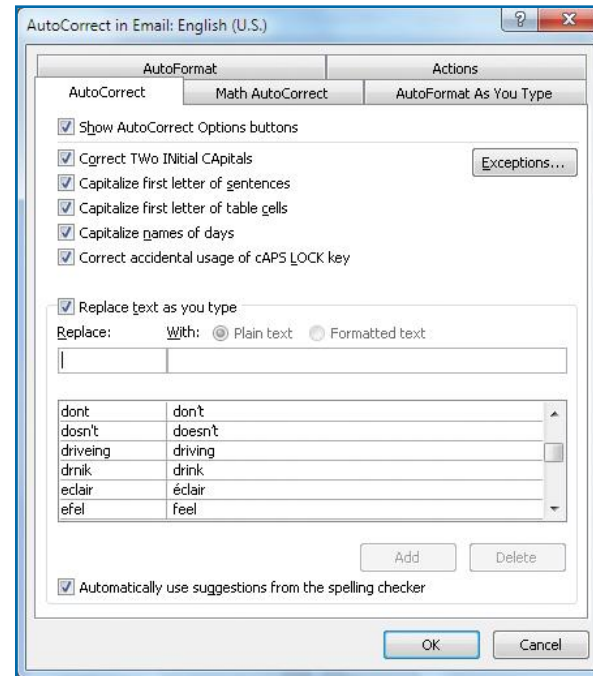 AutoCorrect in Email: English (U.S.)
AutoFormat Actions
AutoCorrect Math AutoCorrect AutoFormat As You Type
Show AutoCorrect Options buttons
Correct TWo INitial CApitals Exceptions...
Capitalize first letter of sentences
Capitalize first letter of table cells
Capitalize names of days
Correct accidental usage of cAPS LOCK key
Replace text as you type
Replace: With: Plain text Formatted text
dont don't
dosn't doesn't
driveing driving
drnik drink
eclair éclair
efel feel
Add Delete
Automatically use suggestions from the spelling checker
OK Cancel